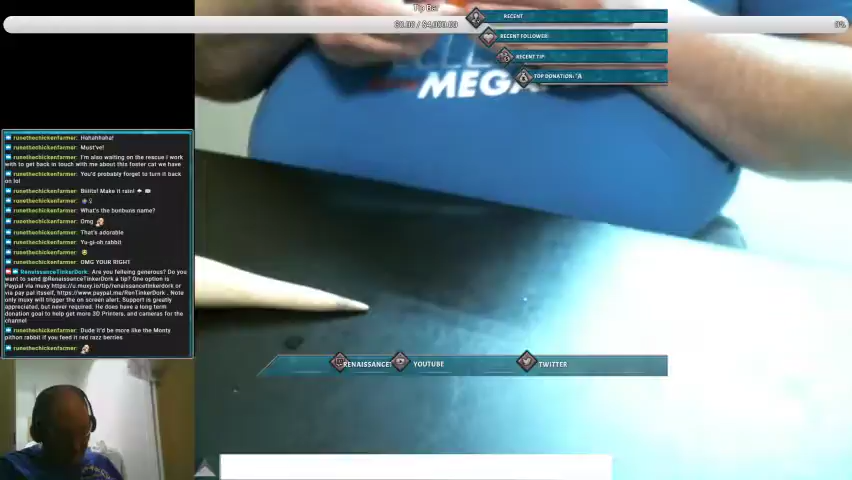 Tip Bar
$0.00 / $4,000.00
0%
RECENT
RECENT FOLLOWER:
RECENT TIP:
TOP DONATION: "A
MEGA
runethechickenfarmer: Hahahhaha!
runethechickenfarmer: Must've!
runethechickenfarmer: I'm also waiting on the rescue I work
with to get back in touch with me about this foster cat we have
runethechickenfarmer: You'd probably forget to turn it back
on lol
runethechickenfarmer: Biiiits! Make it rain!
runethechickenfarmer:
runethechickenfarmer: What's the bunbuns name?
runethechickenfarmer: Omg
runethechickenfarmer: That's adorable
runethechickenfarmer: Yu-gi-oh rabbit
runethechickenfarmer:
runethechickenfarmer: OMG YOUR RIGHT
RenaissanceTinkerDork: Are you felleing generous? Do you
want to send @RenaissanceTinkerDork a tip? One option is
Paypal via muxy https://u.muxy.io/tip/renaissancetinkerdork or
via pay pal itsself, https://www.paypal.me/RenTinkerDork . Note
only muxy will trigger the on screen alert. Support is greatly
appreciated, but never required. He does have a long term
donation goal to help get more 3D Printers, and cameras for the
channel
runethechickenfarmer: Dude it'd be more like the Monty
pithon rabbit if you feed it red razz berries
runethechickenfarmer:
RENAISSANCE
YOUTUBE
TWITTER